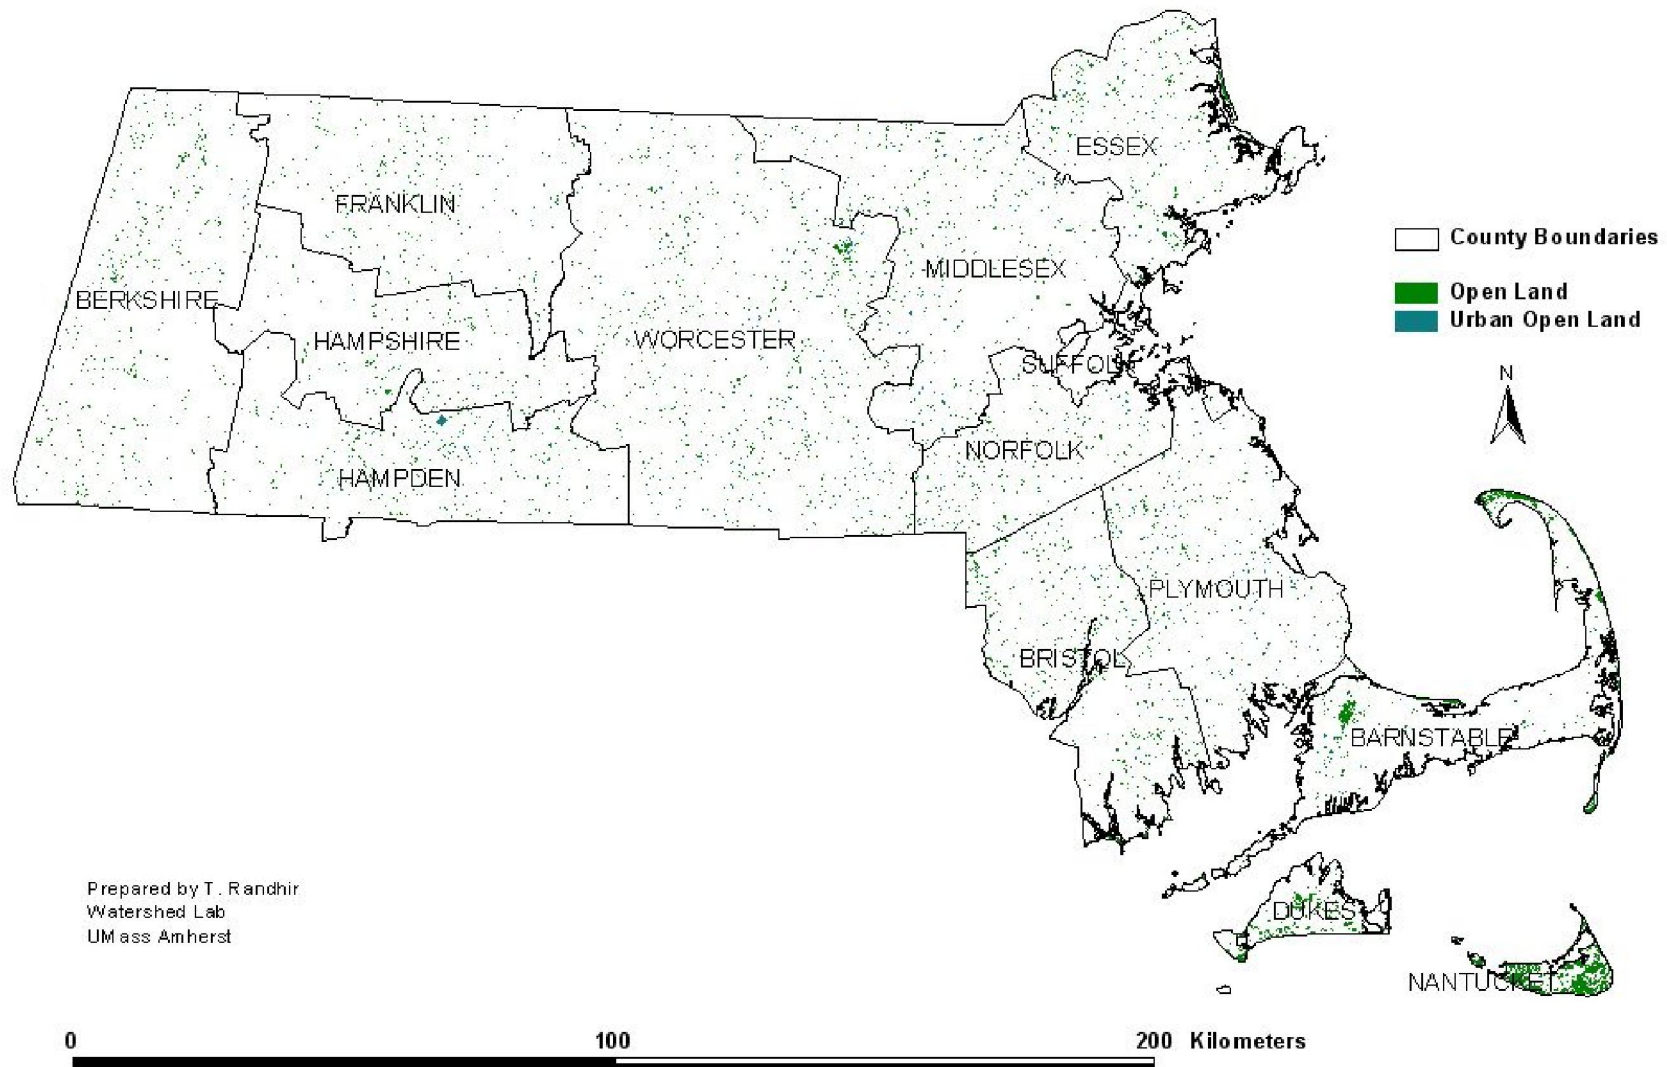 ESSEX
FRANKLIN
MIDDLESEX
BERKSHIRE
HAMPSHIRE
WORCESTER
SUFFOLK
NORFOLK
HAMPDEN
PLYMOUTH
BRISTOL
BARNSTABLE
DUKES
NANTUCKET
County Boundaries
Open Land
Urban Open Land
N
Prepared by T. Randhir
Watershed Lab
UMass Amherst
0 100 200 Kilometers